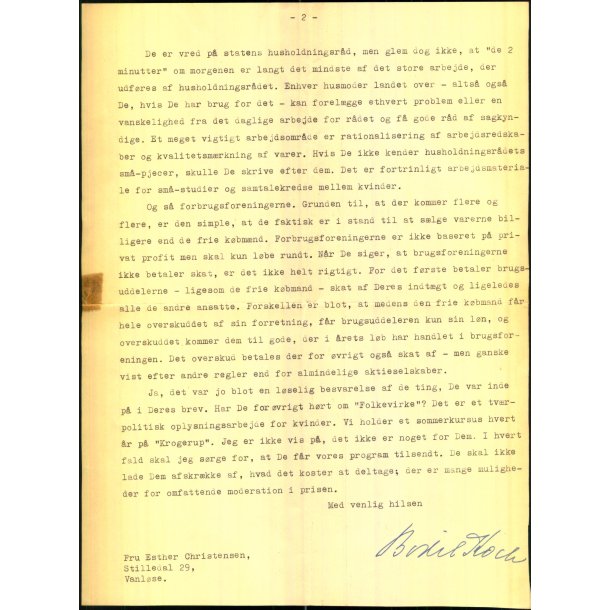 - 2 -
De er vred på statens husholdningsråd, men glem dog ikke, at "de 2
minutter" om morgenen er langt det mindste af det store arbejde, der
udføres af husholdningsrådet. Enhver husmoder landet over - altså også
De, hvis De har brug for det - kan forelægge ethvert problem eller en
vanskelighed fra det daglige arbejde for rådet og få gode råd af sagkyn-
dige. Et meget vigtigt arbejdsområde er rationalisering af arbejdsredska-
ber og kvalitetsmærkning af varer. Hvis De ikke kender husholdningsrådets
små-pjecer, skulle De skrive efter dem. Det er fortrinligt arbejdsmateria-
le for små-studier og samtalekredse mellem kvinder.
Og så forbrugsforeningerne. Grunden til, at der kommer flere og
flere, er den simple, at de faktisk er i stand til at sælge varerne bil-
ligere end de frie købmænd. Forbrugsforeningerne er ikke baseret på pri-
vat profit men skal kun løbe rundt. Når De siger, at brugsforeningerne
ikke betaler skat, er det ikke helt rigtigt. For det første betaler brugs-
uddelerne - ligesom de frie købmand - skat af Deres indtægt og ligeledes
alle de andre ansatte. Forskellen er blot, at medens den frie købmand får
hele overskuddet af sin forretning, får brugsuddeleren kun sin løn, og
overskuddet kommer dem til gode, der i årets løb har handlet i brugsfor-
eningen. Det overskud betales der for øvrigt også skat af - men ganske
vist efter andre regler end for almindelige aktieselskaber.
Ja, det var jo blot en løselig besvarelse af de ting, De var inde
på i Deres brev. Har De forøvrigt hørt om "Folkevirke"? Det er et tvær-
politisk oplysningsarbejde for kvinder. Vi holder et sommerkursus hvert
år på "Krogerup". Jeg er ikke vis på, det ikke er noget for Dem. I hvert
fald skal jeg sørge for, at De får vores program tilsendt. De skal ikke
lade Dem afskrække af, hvad det koster at deltage; der er mange mulighe-
der for omfattende moderation i prisen.
Med venlig hilsen
Bodil Koch
Fru Esther Christensen,
Stilledal 29,
Vanløse.